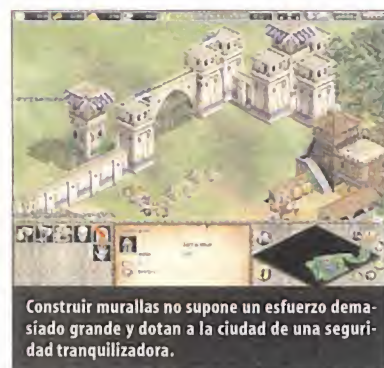 Construir murallas no supone un esfuerzo dema-
siado grande y dotan a la ciudad de una seguri-
dad tranquilizadora.